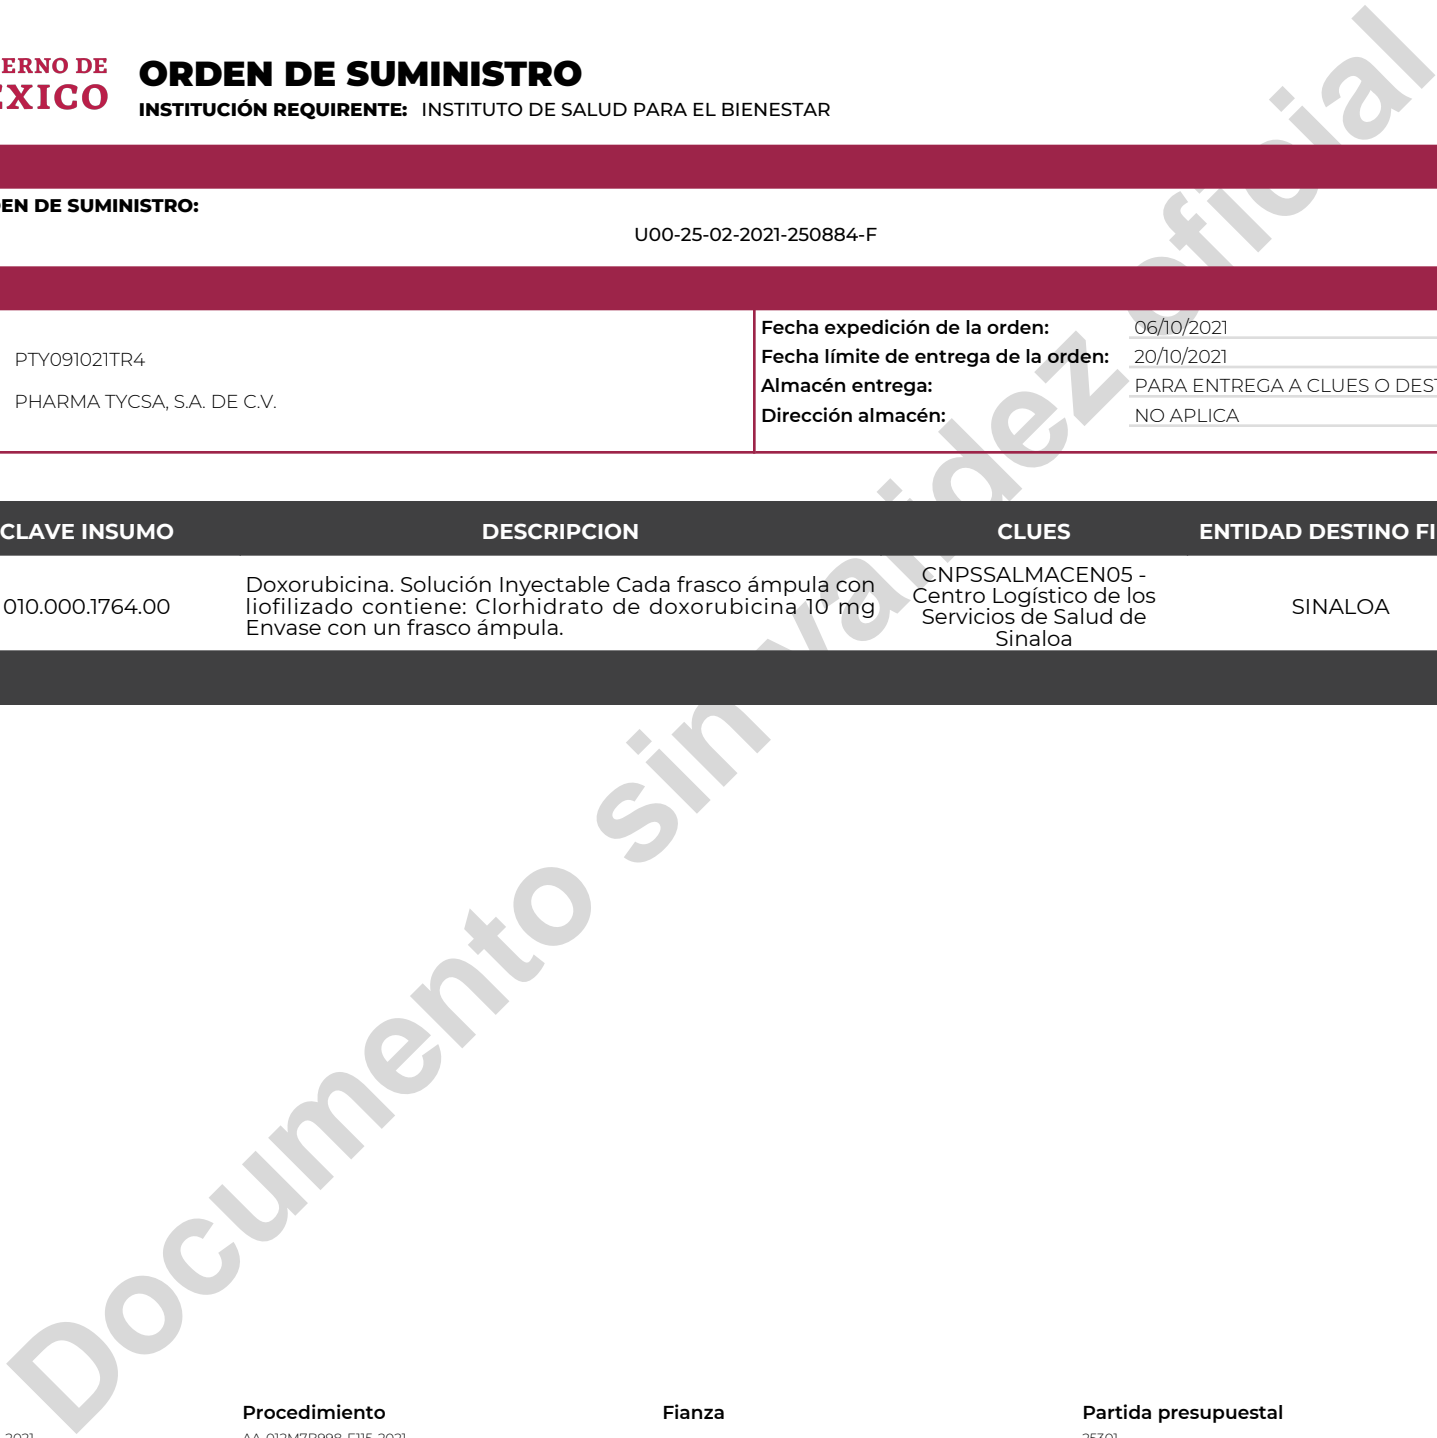 ERNO DE
ÉXICO
ORDEN DE SUMINISTRO
INSTITUCIÓN REQUIRENTE: INSTITUTO DE SALUD PARA EL BIENESTAR
EN DE SUMINISTRO:
U00-25-02-2021-250884-F
PTY091021TR4
PHARMA TYCSA, S.A. DE C.V.
Fecha expedición de la orden: 06/10/2021
Fecha límite de entrega de la orden: 20/10/2021
Almacén entrega: PARA ENTREGA A CLUES O DEST
Dirección almacén: NO APLICA
CLAVE INSUMO DESCRIPCION CLUES ENTIDAD DESTINO FI
010.000.1764.00
Doxorubicina. Solución Inyectable Cada frasco ámpula con
liofilizado contiene: Clorhidrato de doxorubicina 10 mg
Envase con un frasco ámpula.
CNPSSALMACEN05 -
Centro Logístico de los
Servicios de Salud de
Sinaloa
SINALOA
Documento sin validez oficial
Procedimiento Fianza Partida presupuestal